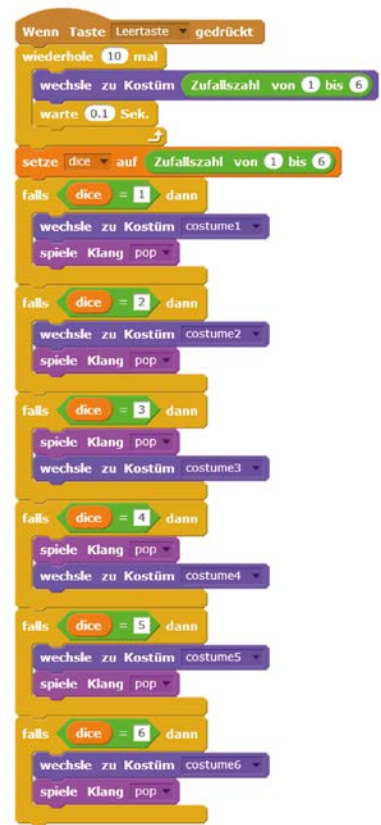 Wenn Taste Leertaste gedrückt
wiederhole 10 mal
wechsle zu Kostüm Zufallszahl von 1 bis 6
warte 0.1 Sek.
setze dice auf Zufallszahl von 1 bis 6
falls dice = 1 dann
wechsle zu Kostüm costume1
spiele Klang pop
falls dice = 2 dann
wechsle zu Kostüm costume2
spiele Klang pop
falls dice = 3 dann
spiele Klang pop
wechsle zu Kostüm costume3
falls dice = 4 dann
spiele Klang pop
wechsle zu Kostüm costume4
falls dice = 5 dann
wechsle zu Kostüm costume5
spiele Klang pop
falls dice = 6 dann
wechsle zu Kostüm costume6
spiele Klang pop